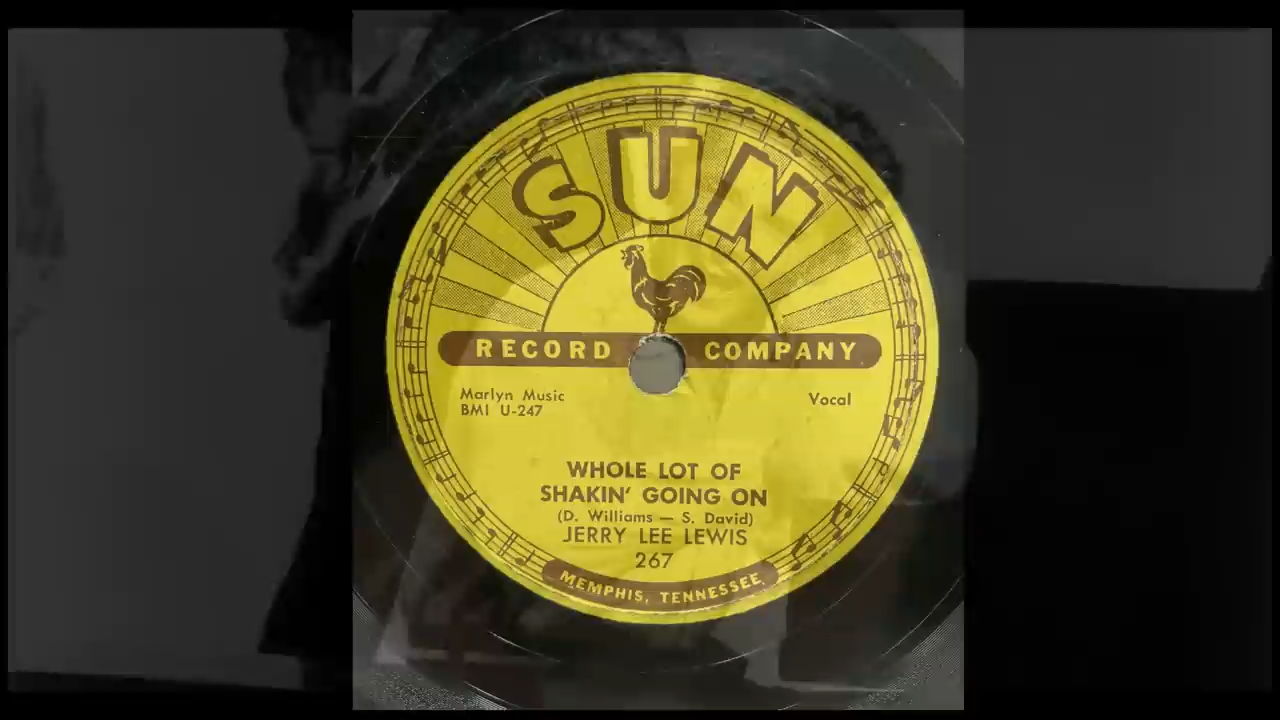 SUN
RECORD COMPANY
Marlyn Music
BMI U-247
Vocal
WHOLE LOT OF
SHAKIN' GOING ON
(D. Williams — S. David)
JERRY LEE LEWIS
267
MEMPHIS, TENNESSEE